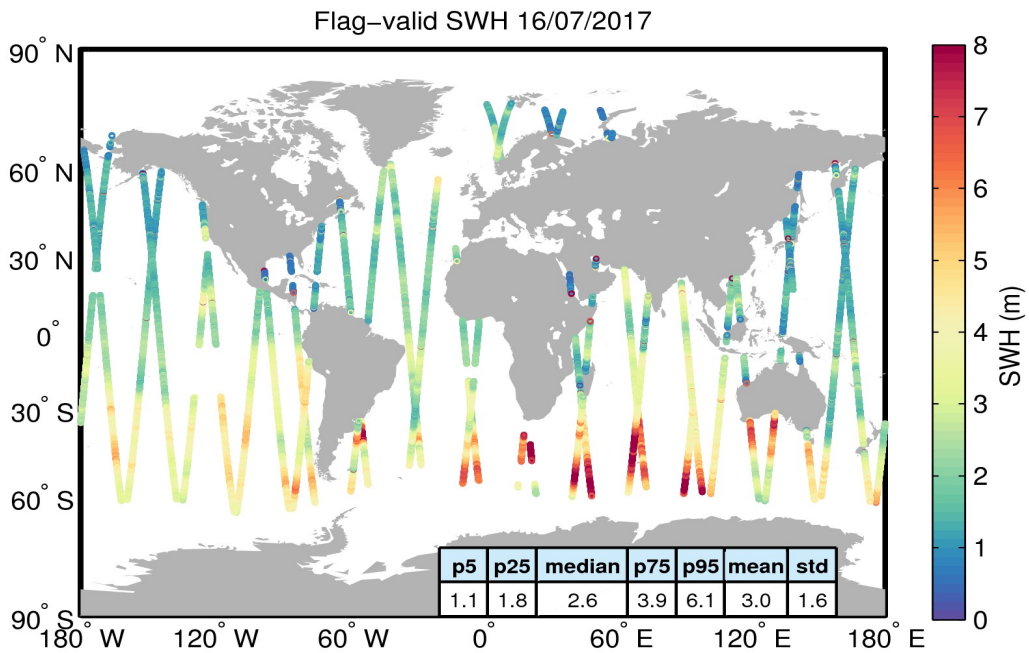 Flag−valid SWH 16/07/2017
90° N
60° N
30° N
0°
30° S
60° S
90° S
180° W
120° W
60° W
0°
60° E
120° E
180° E
p5 p25 median p75 p95 mean std
1.1 1.8 2.6 3.9 6.1 3.0 1.6
8
7
6
5
4
3
2
1
0
SWH (m)